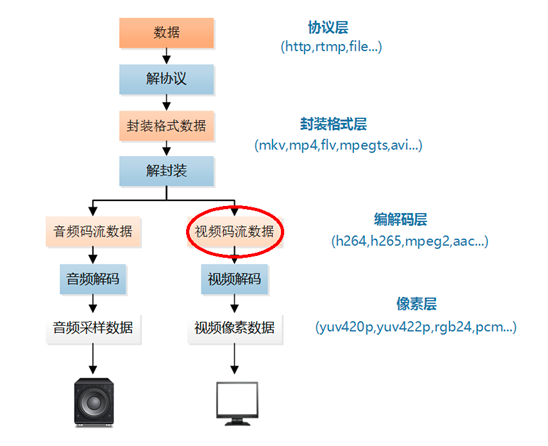 数据
协议层
(http,rtmp,file...)
解协议
封装格式数据
封装格式层
(mkv,mp4,flv,mpegts,avi...)
解封装
音频码流数据
视频码流数据
编解码层
(h264,h265,mpeg2,aac...)
音频解码
视频解码
像素层
(yuv420p,yuv422p,rgb24,pcm...)
音频采样数据
视频像素数据